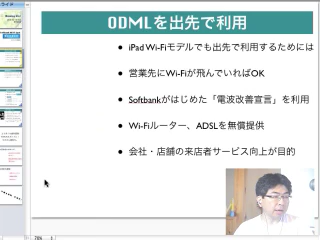 ODMLを出先で利用
• iPad Wi-Fiモデルでも出先で利用するためには
• 営業先にWi-Fiが飛んでいればOK
• Softbankがはじめた「電波改善宣言」を利用
• Wi-Fiルーター、ADSLを無償提供
• 会社・店舗の来店者サービス向上が目的